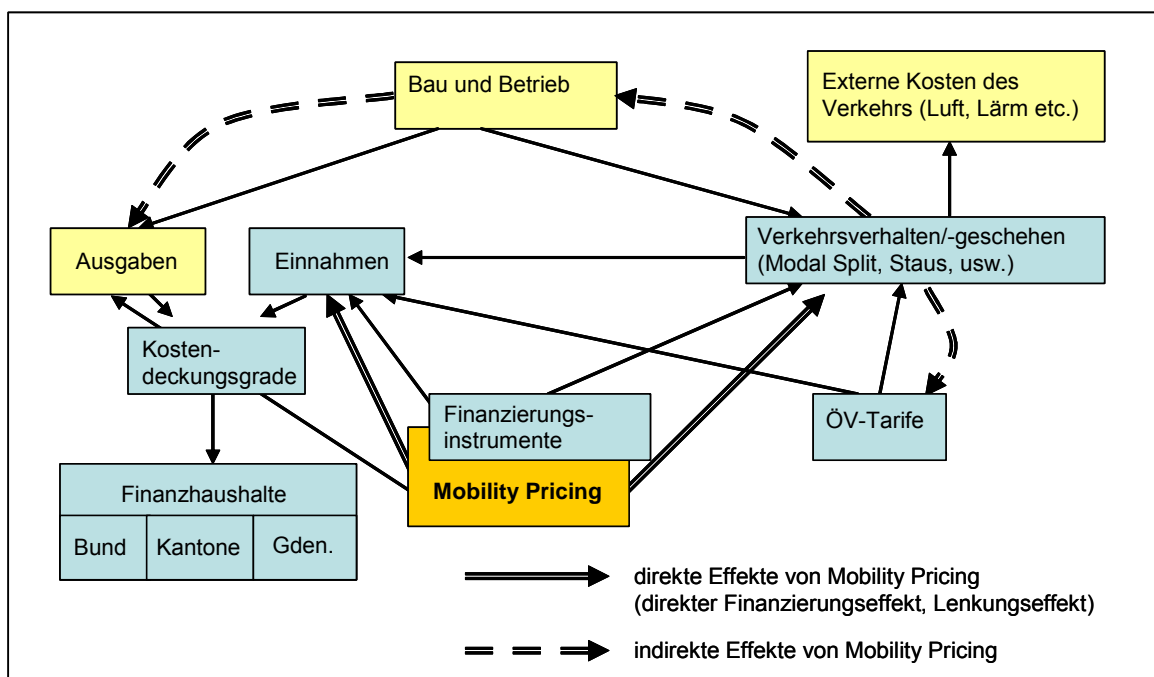 Bau und Betrieb
Externe Kosten des
Verkehrs (Luft, Lärm etc.)
Ausgaben
Einnahmen
Verkehrsverhalten/-geschehen
(Modal Split, Staus, usw.)
Kosten-
deckungsgrade
Finanzierungs-
instrumente
ÖV-Tarife
Mobility Pricing
Finanzhaushalte
Bund
Kantone
Gden.
direkte Effekte von Mobility Pricing
(direkter Finanzierungseffekt, Lenkungseffekt)
indirekte Effekte von Mobility Pricing